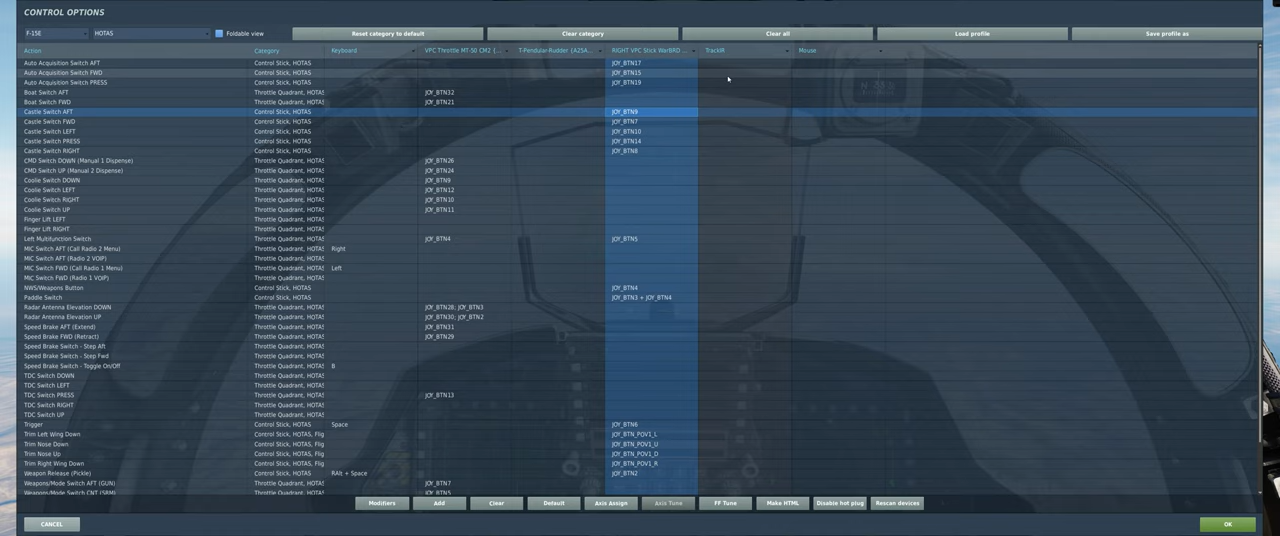 CONTROL OPTIONS
F-15E HOTAS Foldable view Reset category to default Clear category Clear all Load profile Save profile as
Action Category Keyboard VPC Throttle MT-50 CM2 {... T-Pendular-Rudder {A25A... RIGHT VPC Stick WarBRD ... TrackIR Mouse
Auto Acquisition Switch AFT Control Stick, HOTAS JOY_BTN17
Auto Acquisition Switch FWD Control Stick, HOTAS JOY_BTN15
Auto Acquisition Switch PRESS Control Stick, HOTAS JOY_BTN19
Boat Switch AFT Throttle Quadrant, HOTAS JOY_BTN32
Boat Switch FWD Throttle Quadrant, HOTAS JOY_BTN21
Castle Switch AFT Control Stick, HOTAS JOY_BTN9
Castle Switch FWD Control Stick, HOTAS JOY_BTN7
Castle Switch LEFT Control Stick, HOTAS JOY_BTN10
Castle Switch PRESS Control Stick, HOTAS JOY_BTN14
Castle Switch RIGHT Control Stick, HOTAS JOY_BTN8
CMD Switch DOWN (Manual 1 Dispense) Throttle Quadrant, HOTAS JOY_BTN26
CMD Switch UP (Manual 2 Dispense) Throttle Quadrant, HOTAS JOY_BTN24
Coolie Switch DOWN Throttle Quadrant, HOTAS JOY_BTN9
Coolie Switch LEFT Throttle Quadrant, HOTAS JOY_BTN12
Coolie Switch RIGHT Throttle Quadrant, HOTAS JOY_BTN10
Coolie Switch UP Throttle Quadrant, HOTAS JOY_BTN11
Finger Lift LEFT Throttle Quadrant, HOTAS
Finger Lift RIGHT Throttle Quadrant, HOTAS
Left Multifunction Switch Throttle Quadrant, HOTAS JOY_BTN4 JOY_BTN5
MIC Switch AFT (Call Radio 2 Menu) Throttle Quadrant, HOTAS Right
MIC Switch AFT (Radio 2 VOIP) Throttle Quadrant, HOTAS
MIC Switch FWD (Call Radio 1 Menu) Throttle Quadrant, HOTAS Left
MIC Switch FWD (Radio 1 VOIP) Throttle Quadrant, HOTAS
NWS/Weapons Button Control Stick, HOTAS JOY_BTN4
Paddle Switch Control Stick, HOTAS JOY_BTN3 + JOY_BTN4
Radar Antenna Elevation DOWN Throttle Quadrant, HOTAS JOY_BTN28; JOY_BTN3
Radar Antenna Elevation UP Throttle Quadrant, HOTAS JOY_BTN30; JOY_BTN2
Speed Brake AFT (Extend) Throttle Quadrant, HOTAS JOY_BTN31
Speed Brake FWD (Retract) Throttle Quadrant, HOTAS JOY_BTN29
Speed Brake Switch - Step Aft Throttle Quadrant, HOTAS
Speed Brake Switch - Step Fwd Throttle Quadrant, HOTAS
Speed Brake Switch - Toggle On/Off Throttle Quadrant, HOTAS B
TDC Switch DOWN Throttle Quadrant, HOTAS
TDC Switch LEFT Throttle Quadrant, HOTAS
TDC Switch PRESS Throttle Quadrant, HOTAS JOY_BTN13
TDC Switch RIGHT Throttle Quadrant, HOTAS
TDC Switch UP Throttle Quadrant, HOTAS
Trigger Control Stick, HOTAS Space JOY_BTN6
Trim Left Wing Down Control Stick, HOTAS, Flig JOY_BTN_POV1_L
Trim Nose Down Control Stick, HOTAS, Flig JOY_BTN_POV1_U
Trim Nose Up Control Stick, HOTAS, Flig JOY_BTN_POV1_D
Trim Right Wing Down Control Stick, HOTAS, Flig JOY_BTN_POV1_R
Weapon Release (Pickle) Control Stick, HOTAS RAlt + Space JOY_BTN2
Weapons/Mode Switch AFT (GUN) Throttle Quadrant, HOTAS JOY_BTN7
Weapons/Mode Switch CNT (SRM) Throttle Quadrant, HOTAS JOY_BTN5
Modifiers Add Clear Default Axis Assign Axis Tune FF Tune Make HTML Disable hot plug Rescan devices
CANCEL OK